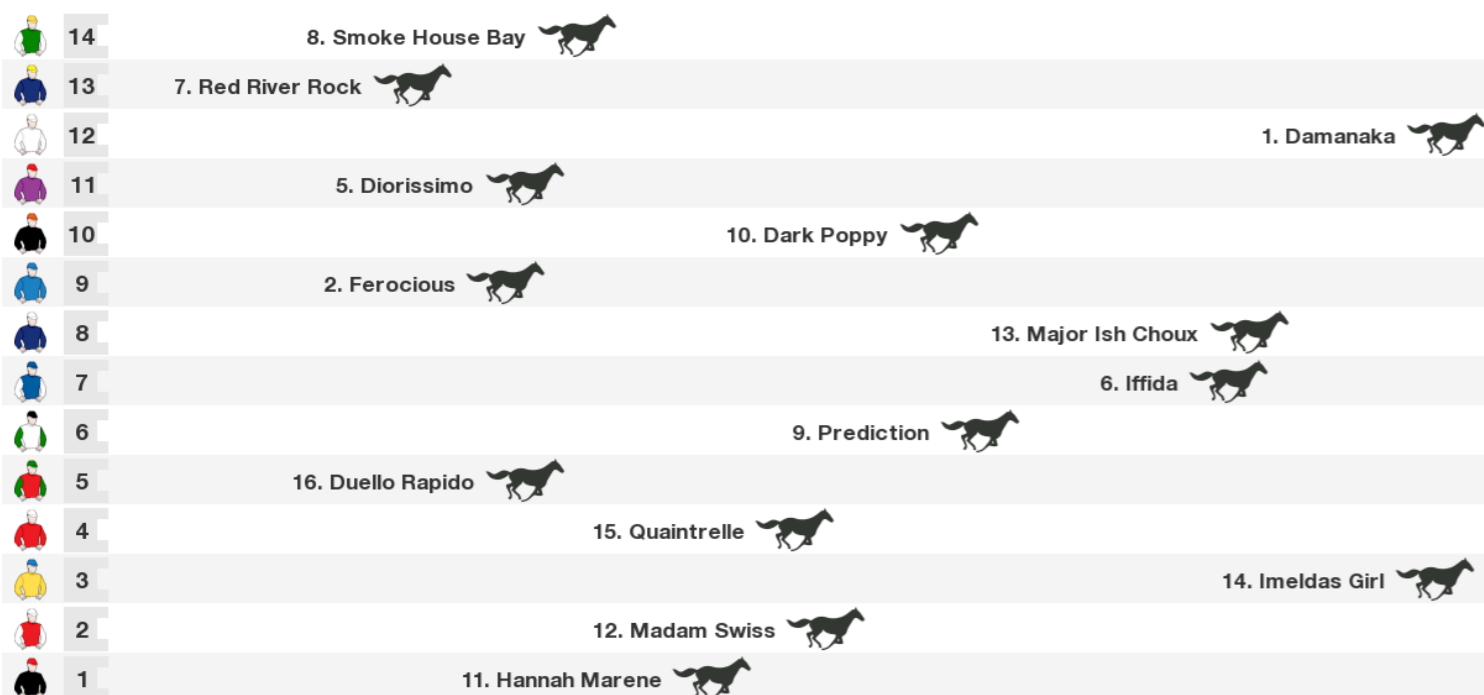 14 8. Smoke House Bay
13 7. Red River Rock
12 1. Damanaka
11 5. Diorissimo
10 10. Dark Poppy
9 2. Ferocious
8 13. Major Ish Choux
7 6. Iffida
6 9. Prediction
5 16. Duello Rapido
4 15. Quaintrelle
3 14. Imeldas Girl
2 12. Madam Swiss
1 11. Hannah Marene